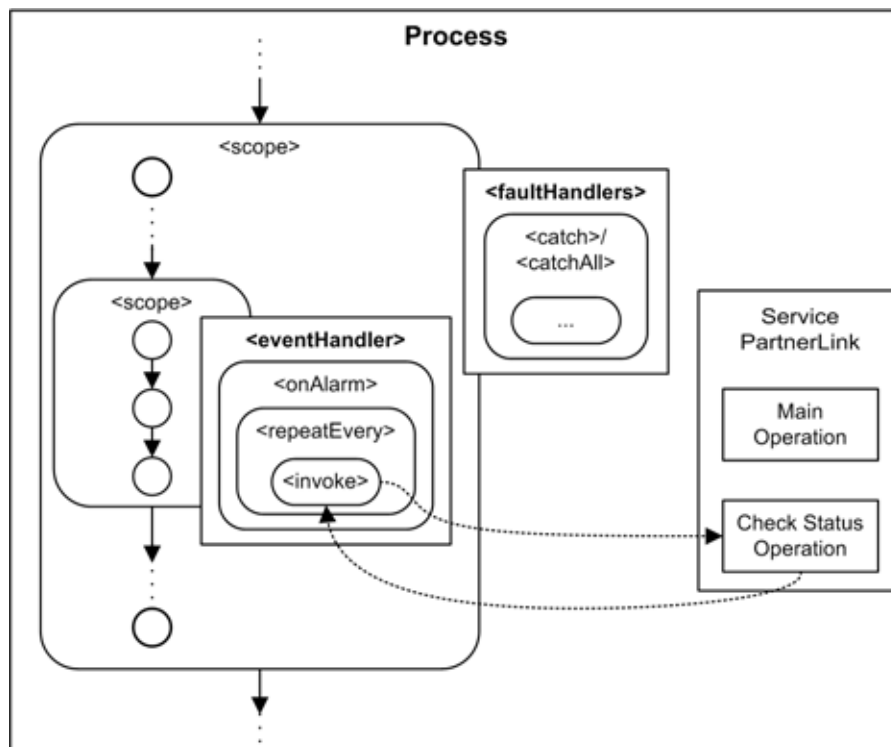 Process
<scope>
<faultHandlers>
<catch>/
<catchAll>
...
<scope>
<eventHandler>
<onAlarm>
<repeatEvery>
<invoke>
Service
PartnerLink
Main
Operation
Check Status
Operation